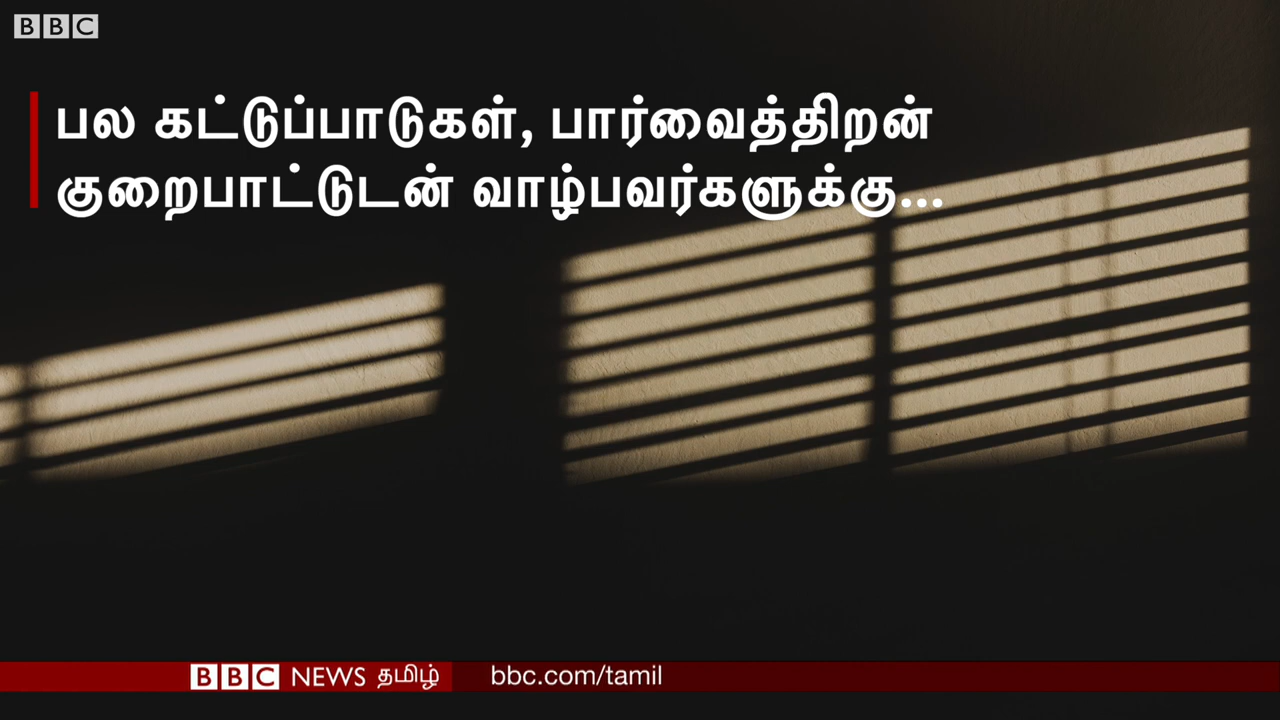 BBC
பல கட்டுப்பாடுகள், பார்வைத்திறன்
குறைபாட்டுடன் வாழ்பவர்களுக்கு...
BBC NEWS தமிழ் bbc.com/tamil